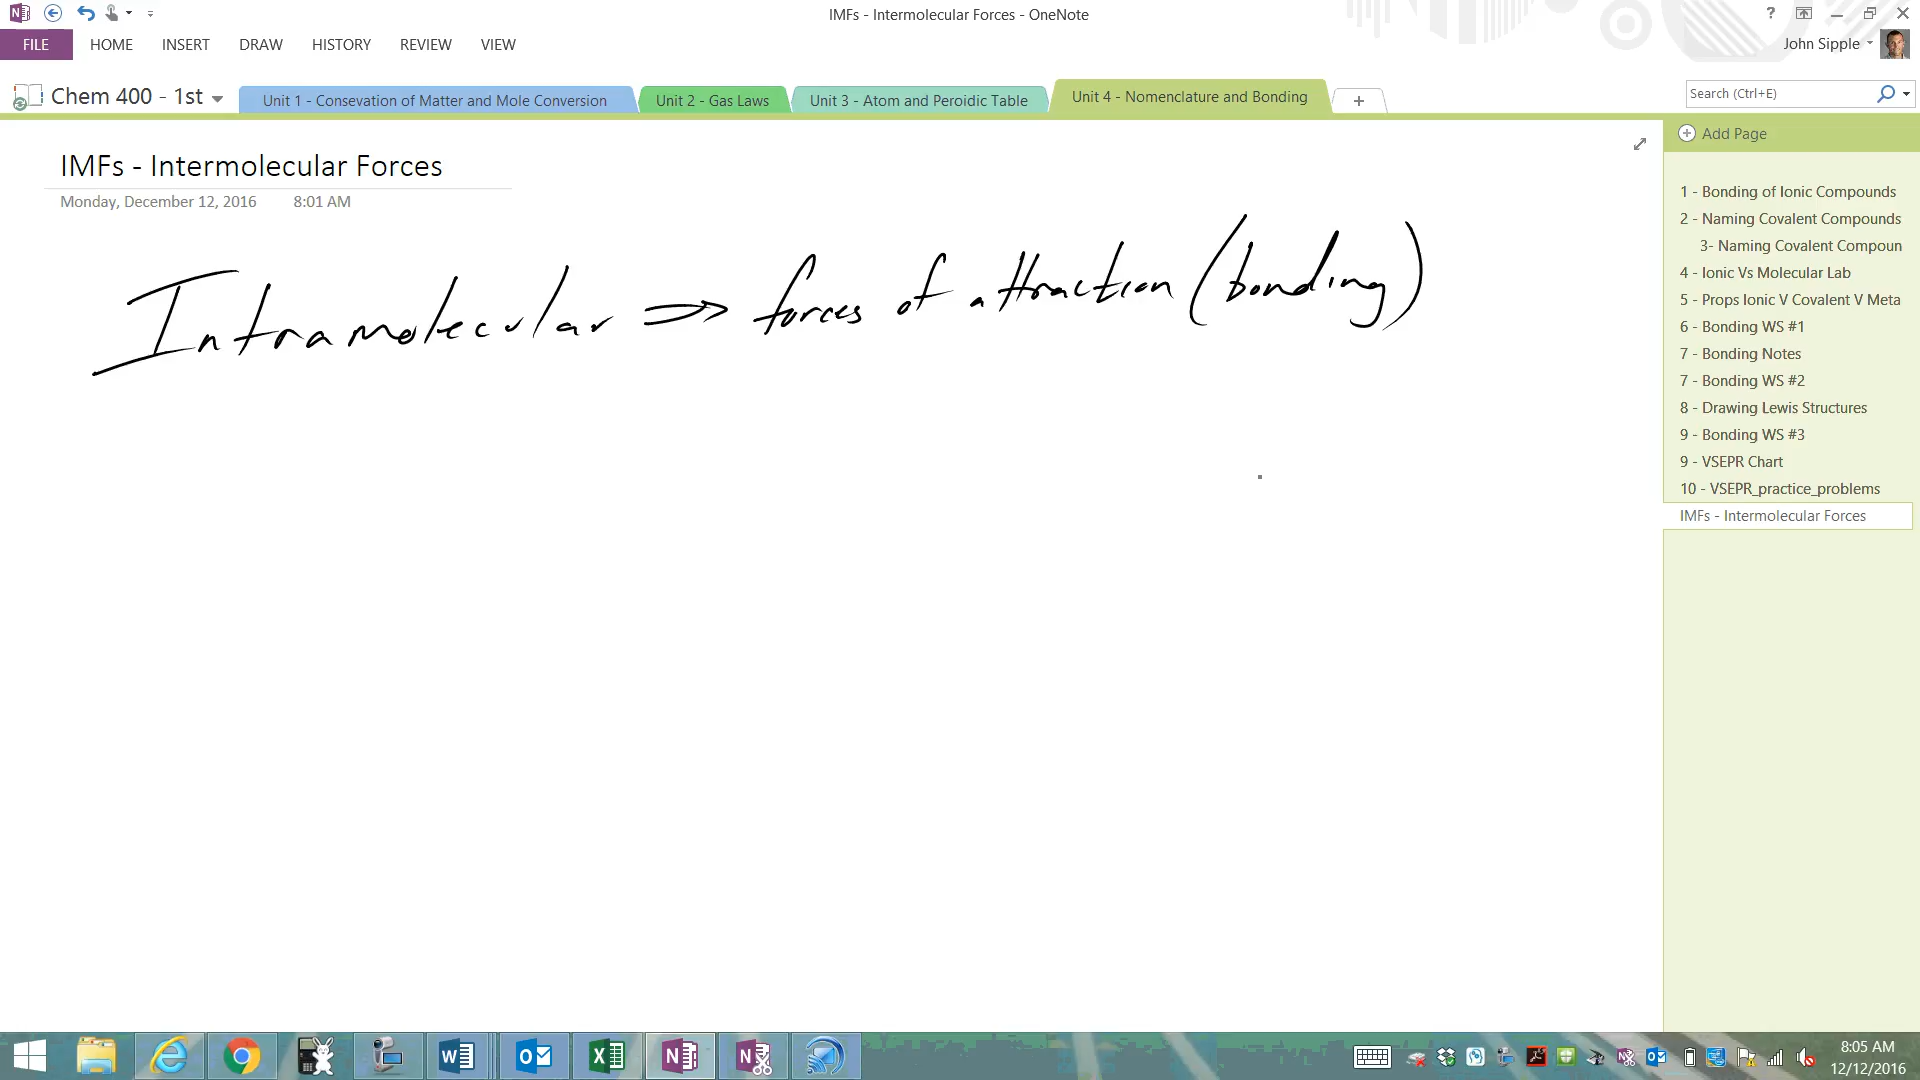 IMFs - Intermolecular Forces - OneNote
?
FILE HOME INSERT DRAW HISTORY REVIEW VIEW
John Sipple
Chem 400 - 1st
Unit 1 - Consevation of Matter and Mole Conversion
Unit 2 - Gas Laws
Unit 3 - Atom and Peroidic Table
Unit 4 - Nomenclature and Bonding
+
Search (Ctrl+E)
IMFs - Intermolecular Forces
Monday, December 12, 2016 8:01 AM
Intramolecular ⇒ forces of attraction (bonding)
Add Page
1 - Bonding of Ionic Compounds
2 - Naming Covalent Compounds
3- Naming Covalent Compoun
4 - Ionic Vs Molecular Lab
5 - Props Ionic V Covalent V Meta
6 - Bonding WS #1
7 - Bonding Notes
7 - Bonding WS #2
8 - Drawing Lewis Structures
9 - Bonding WS #3
9 - VSEPR Chart
10 - VSEPR_practice_problems
IMFs - Intermolecular Forces
8:05 AM
12/12/2016